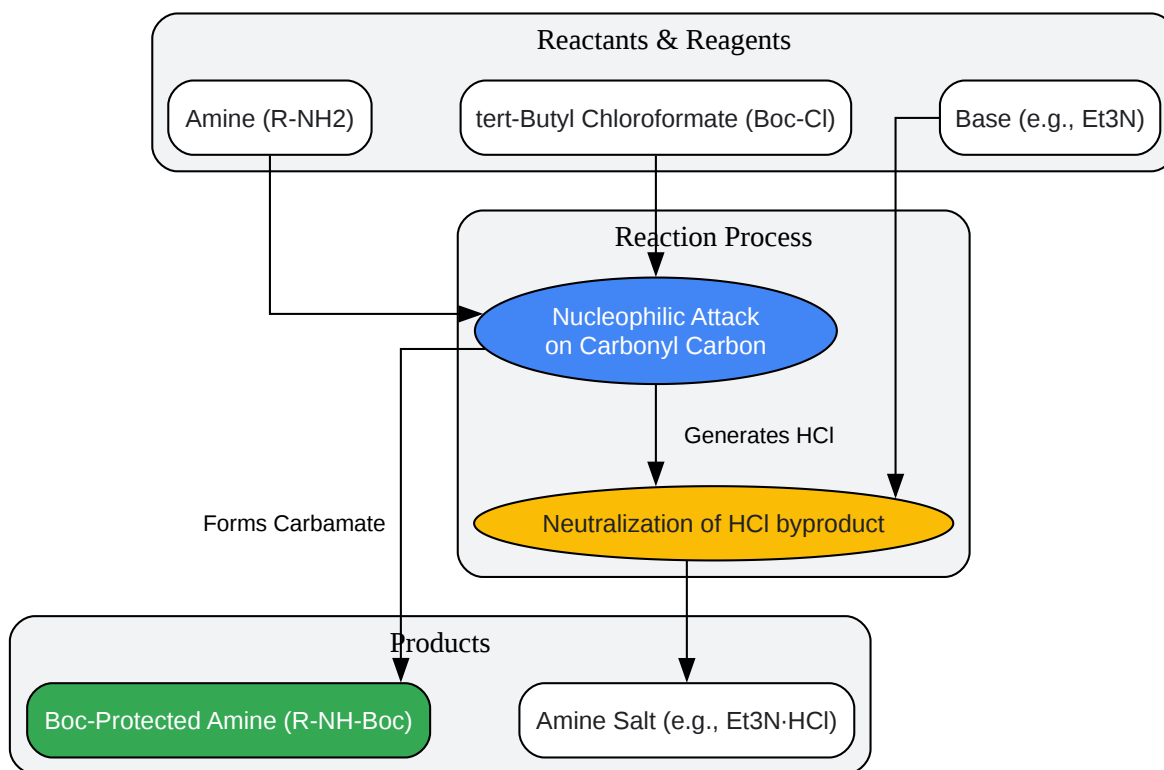 Reactants & Reagents
Amine (R-NH2)
tert-Butyl Chloroformate (Boc-Cl)
Base (e.g., Et3N)
Reaction Process
Nucleophilic Attack
on Carbonyl Carbon
Generates HCl
Forms Carbamate
Neutralization of HCl byproduct
Products
Boc-Protected Amine (R-NH-Boc)
Amine Salt (e.g., Et3N·HCl)